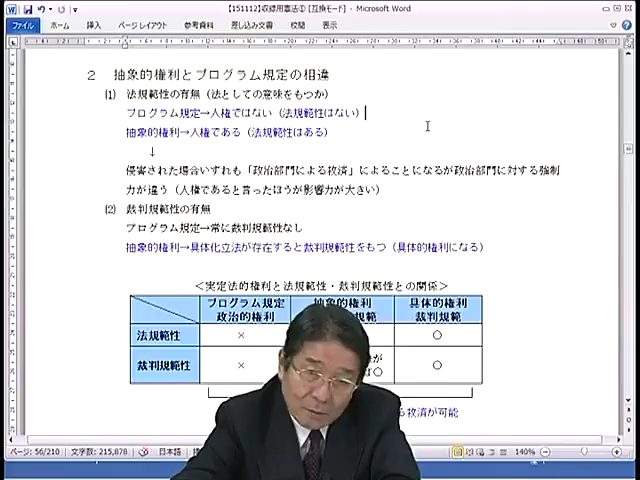 [151112]収録用憲法① [互換モード] - Microsoft Word
ファイル ホーム 挿入 ページ レイアウト 参考資料 差し込み文書 校閲 表示
２ 抽象的権利とプログラム規定の相違
(1) 法規範性の有無（法としての意味をもつか）
プログラム規定→人権ではない（法規範性はない）
抽象的権利→人権である（法規範性はある）
↓
侵害された場合いずれも「政治部門による救済」によることになるが政治部門に対する強制
力が違う（人権であると言ったほうが影響力が大きい）
(2) 裁判規範性の有無
プログラム規定→常に裁判規範性なし
抽象的権利→具体化立法が存在すると裁判規範性をもつ（具体的権利になる）
＜実定法的権利と法規範性・裁判規範性との関係＞
プログラム規定 抽象的権利 具体的権利
政治的権利 規範 裁判規範
法規範性 × ○
裁判規範性 × が ○
ば○
救済が可能
ページ: 56/210 文字数: 215,878 日本語 140%